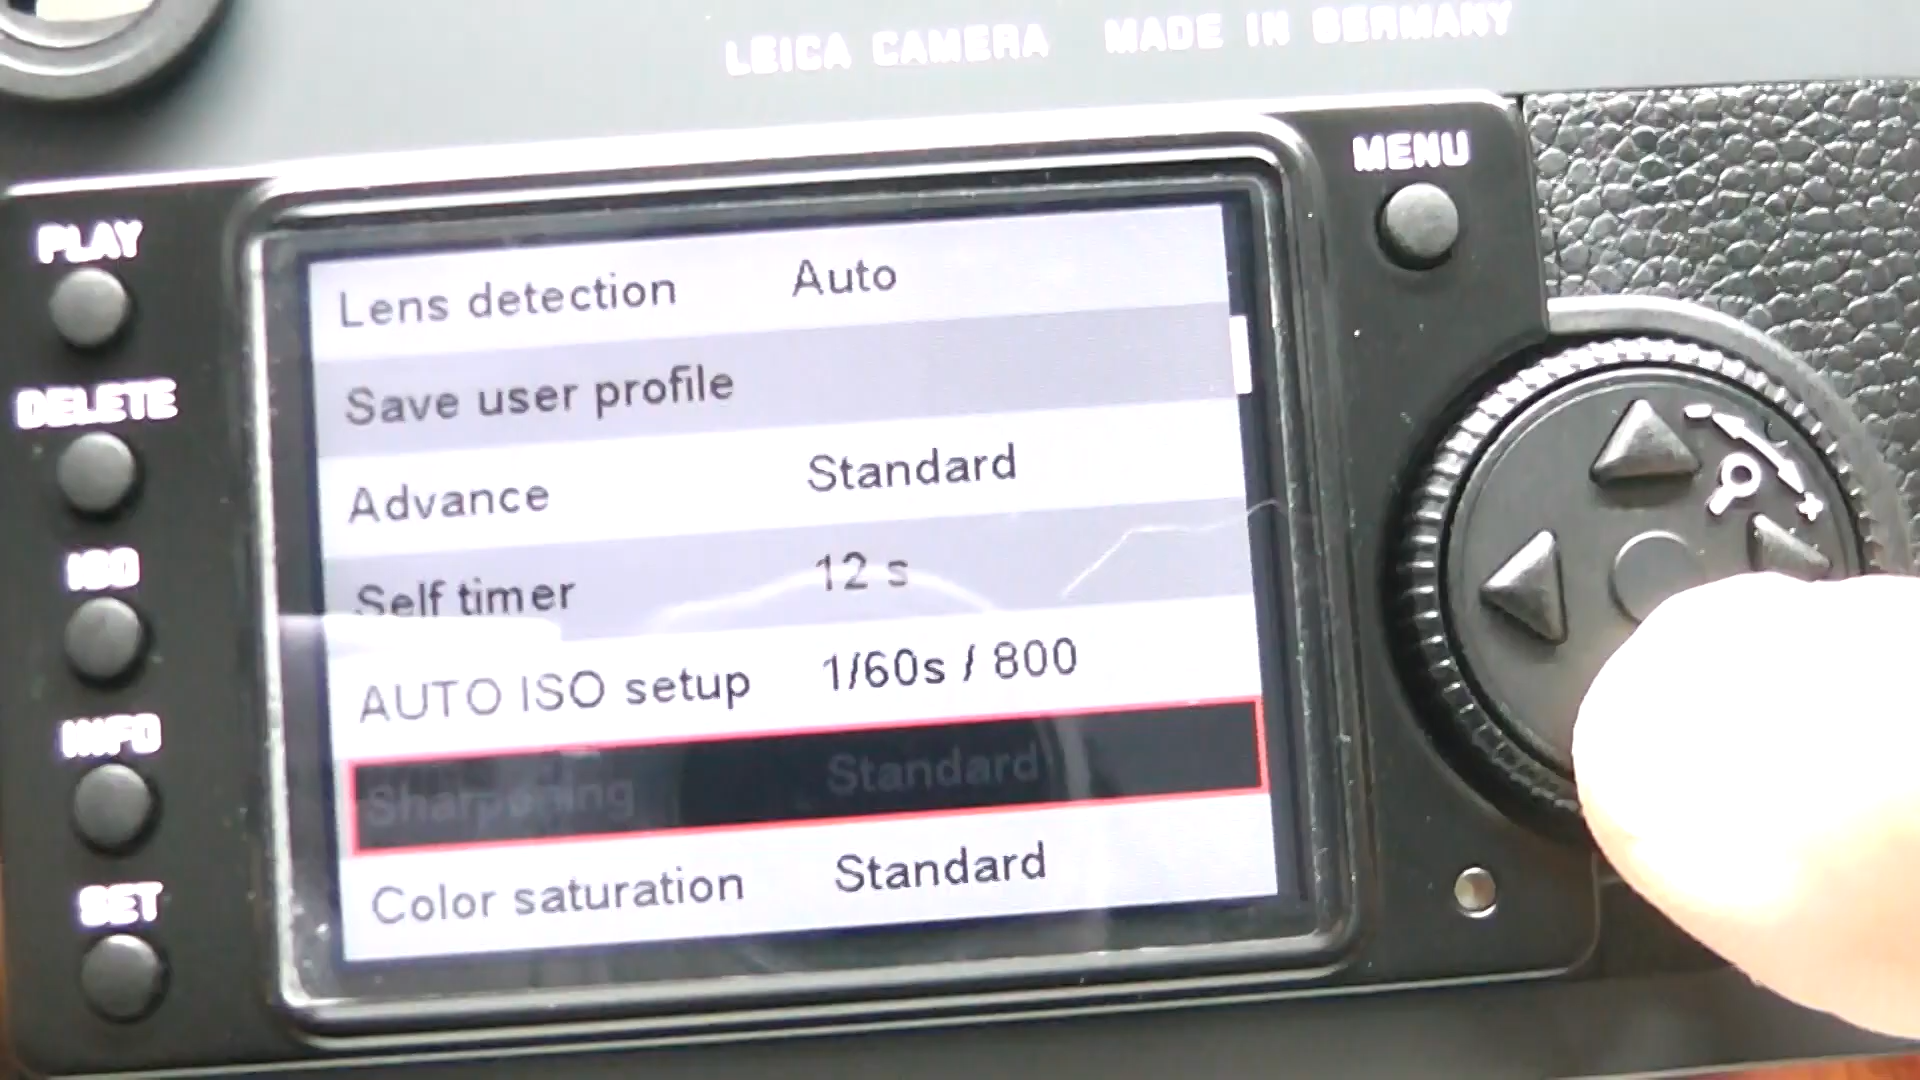 LEICA CAMERA MADE IN GERMANY
MENU
PLAY
DELETE
ISO
INFO
SET
Lens detection Auto
Save user profile
Advance Standard
Self timer 12 s
AUTO ISO setup 1/60s / 800
Sharpening Standard
Color saturation Standard
- +